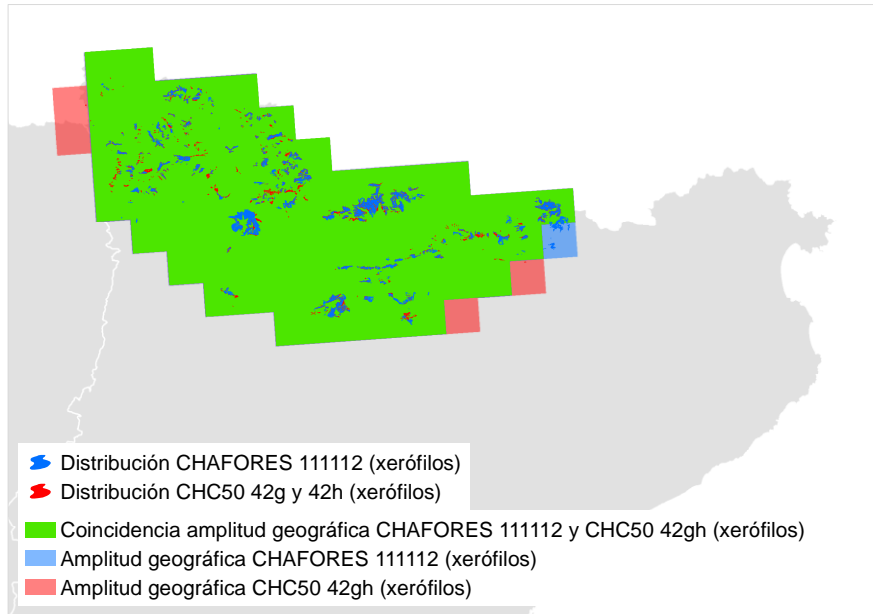 Distribución CHAFORES 111112 (xerófilos)
Distribución CHC50 42g y 42h (xerófilos)
Coincidencia amplitud geográfica CHAFORES 111112 y CHC50 42gh (xerófilos)
Amplitud geográfica CHAFORES 111112 (xerófilos)
Amplitud geográfica CHC50 42gh (xerófilos)